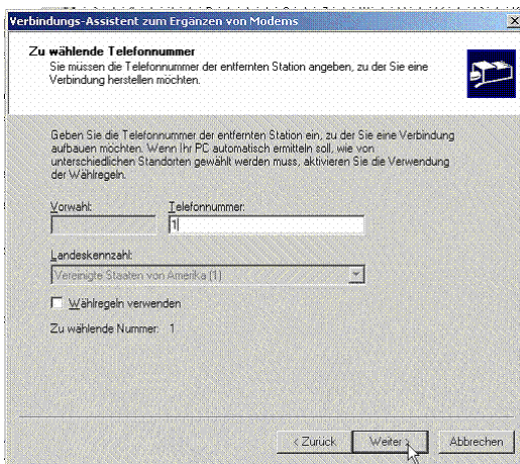 Verbindungs-Assistent zum Ergänzen von Modems
Zu wählende Telefonnummer
Sie müssen die Telefonnummer der entfernten Station angeben, zu der Sie eine
Verbindung herstellen möchten.
Geben Sie die Telefonnummer der entfernten Station ein, zu der Sie eine Verbindung
aufbauen möchten. Wenn Ihr PC automatisch ermitteln soll, wie von
unterschiedlichen Standorten gewählt werden muss, aktivieren Sie die Verwendung
der Wählregeln.
Vorwahl: Telefonnummer:
1
Landeskennzahl:
Vereinigte Staaten von Amerika (1)
Wählregeln verwenden
Zu wählende Nummer: 1
< Zurück Weiter > Abbrechen